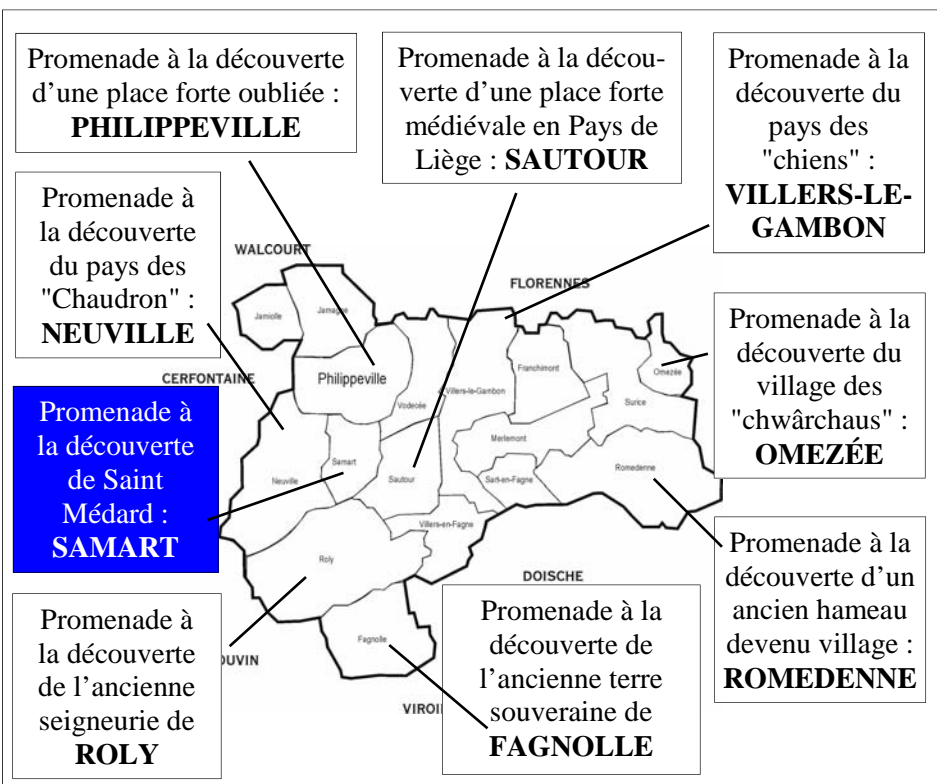 Promenade à la découverte
d’une place forte oubliée :
PHILIPPEVILLE
Promenade à la décou-
verte d’une place forte
médiévale en Pays de
Liège : SAUTOUR
Promenade à la
découverte du
pays des
"chiens" :
VILLERS-LE-
GAMBON
Promenade à
la découverte
du pays des
"Chaudron" :
NEUVILLE
WALCOURT
FLORENNES
Jamiolle
Jamagne
Promenade à la
découverte du
village des
"chwârchaus" :
OMEZÉE
CERFONTAINE
Philippeville
Vodecée
Villers-le-Gambon
Franchimont
Omezée
Surice
Promenade à
la découverte
de Saint
Médard :
SAMART
Neuville
Samart
Sautour
Merlemont
Sart-en-Fagne
Romedenne
Villers-en-Fagne
Roly
DOISCHE
Promenade à la
découverte d’un
ancien hameau
devenu village :
ROMEDENNE
Promenade à
la découverte
de l’ancienne
seigneurie de
ROLY
OUVIN
Fagnolle
VIROI
Promenade à la
découverte de
l’ancienne terre
souveraine de
FAGNOLLE